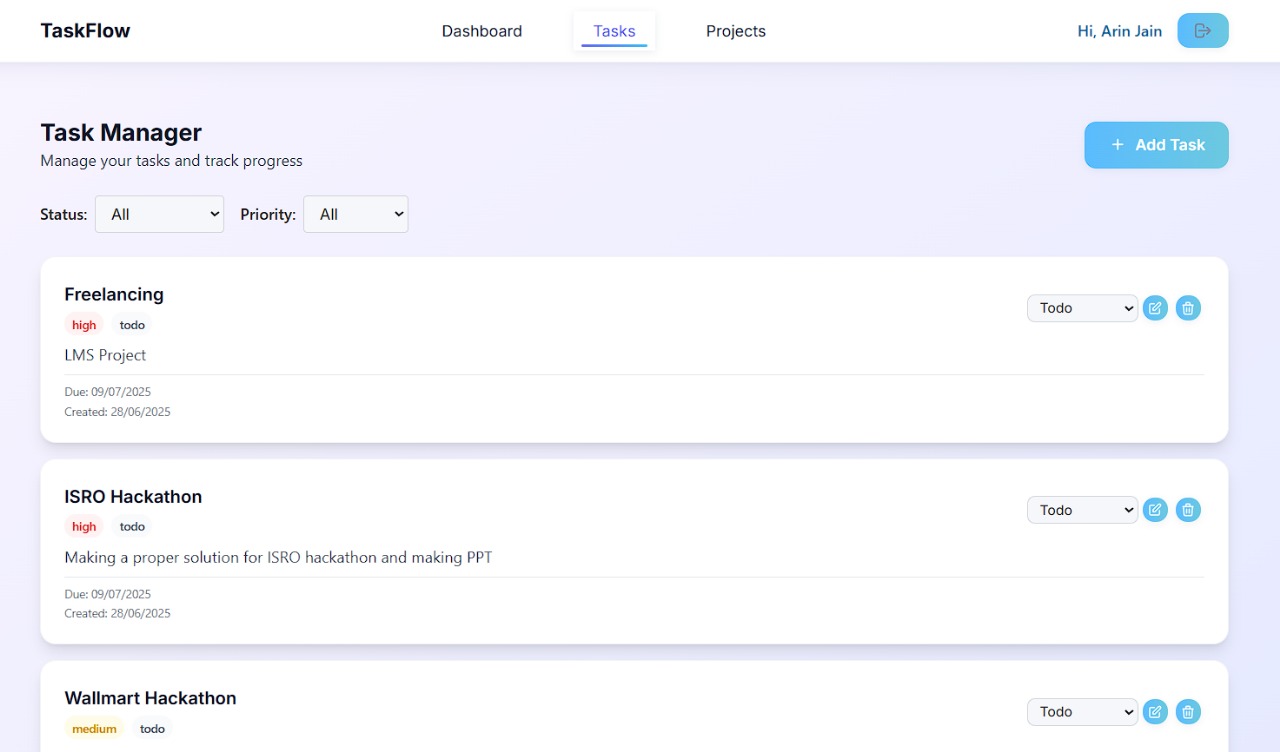 TaskFlow
Dashboard
Tasks
Projects
Hi, Arin Jain
Task Manager
Manage your tasks and track progress
+ Add Task
Status: All Priority: All
Freelancing
Todo
high todo
LMS Project
Due: 09/07/2025
Created: 28/06/2025
ISRO Hackathon
Todo
high todo
Making a proper solution for ISRO hackathon and making PPT
Due: 09/07/2025
Created: 28/06/2025
Wallmart Hackathon
Todo
medium todo